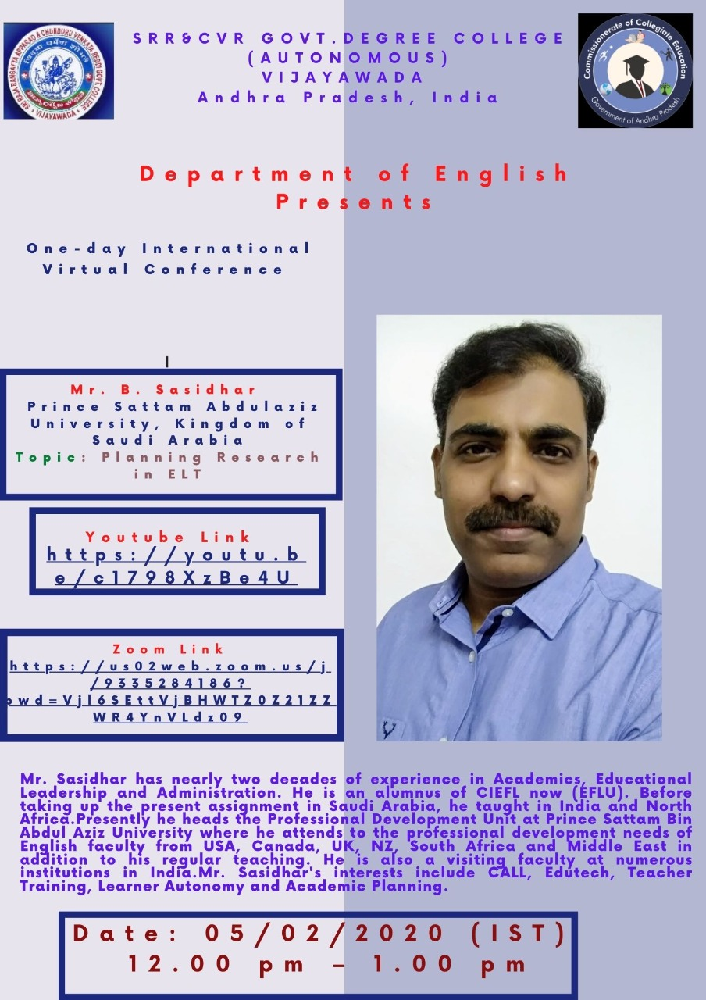 SRR&CVR GOVT.DEGREE COLLEGE
(AUTONOMOUS)
VIJAYAWADA
Andhra Pradesh, India
SRI RAJA RANGAYYA APPARAO & CHUNDURU VENKATA REDDI GOVT. COLLEGE
• VIJAYAWADA •
Commissionerate of Collegiate Education
Government of Andhra Pradesh
Department of English
Presents
One-day International
Virtual Conference
Mr. B. Sasidhar
Prince Sattam Abdulaziz
University, Kingdom of
Saudi Arabia
Topic: Planning Research
in ELT
Youtube Link
https://youtu.b
e/c1798XzBe4U
Zoom Link
https://us02web.zoom.us/j
/9335284186?
pwd=Vjl6SEttVjBHWTZ0Z21ZZ
WR4YnVLdz09
Mr. Sasidhar has nearly two decades of experience in Academics, Educational
Leadership and Administration. He is an alumnus of CIEFL now (EFLU). Before
taking up the present assignment in Saudi Arabia, he taught in India and North
Africa.Presently he heads the Professional Development Unit at Prince Sattam Bin
Abdul Aziz University where he attends to the professional development needs of
English faculty from USA, Canada, UK, NZ, South Africa and Middle East in
addition to his regular teaching. He is also a visiting faculty at numerous
institutions in India.Mr. Sasidhar's interests include CALL, Edutech, Teacher
Training, Learner Autonomy and Academic Planning.
Date: 05/02/2020 (IST)
12.00 pm – 1.00 pm